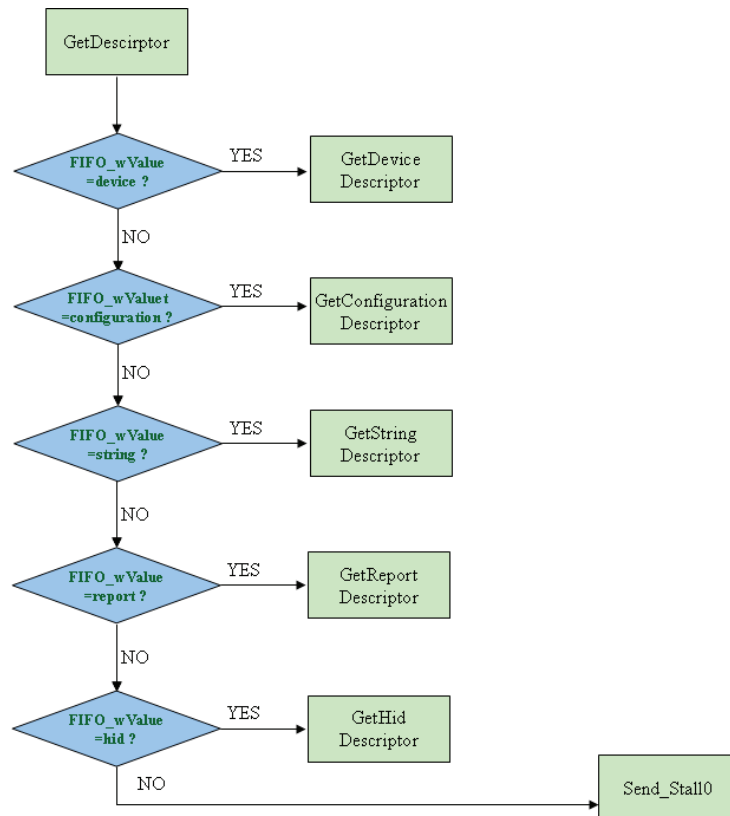 GetDescirptor
FIFO_wValue
=device ?
YES
GetDevice
Descriptor
NO
FIFO_wValuet
=configuration ?
YES
GetConfiguration
Descriptor
NO
FIFO_wValue
=string ?
YES
GetString
Descriptor
NO
FIFO_wValue
=report ?
YES
GetReport
Descriptor
NO
FIFO_wValue
=hid ?
YES
GetHid
Descriptor
NO
Send_Stall0